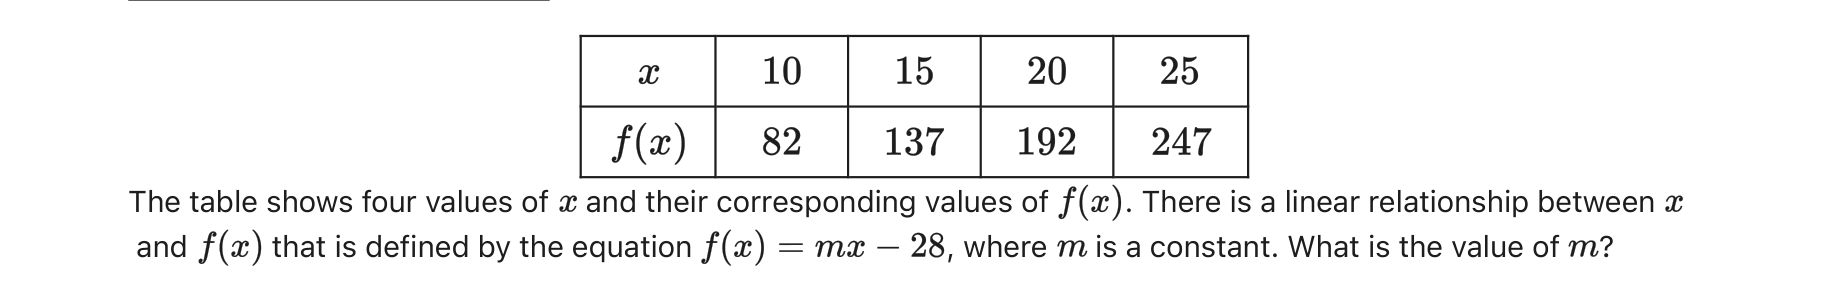 x 10 15 20 25
f(x) 82 137 192 247
The table shows four values of x and their corresponding values of f(x). There is a linear relationship between x
and f(x) that is defined by the equation f(x) = mx − 28, where m is a constant. What is the value of m?